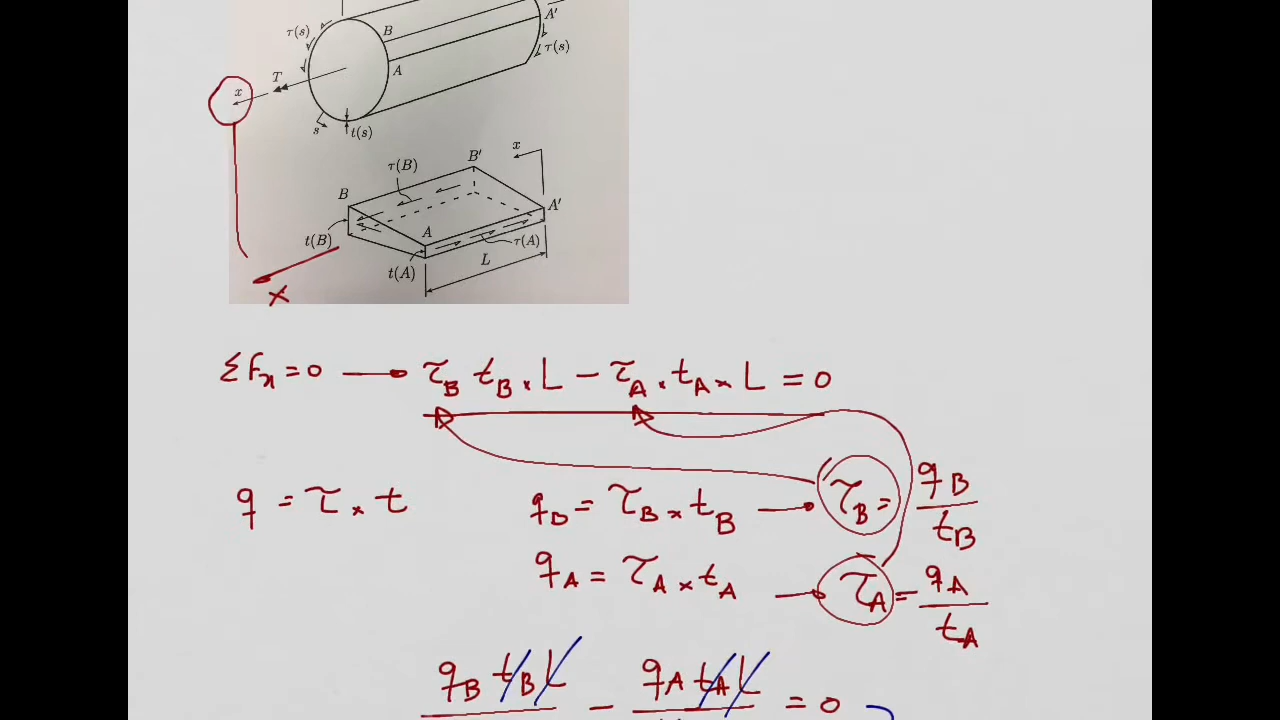 τ(s)
B
A'
τ(s)
A
T
x
s
t(s)
B'
x
τ(B)
B
A'
A
t(B)
τ(A)
L
t(A)
x
ΣFx = 0 → τB tB × L − τA × tA × L = 0
q = τ × t
qB = τB × tB → τB = qB / tB
qA = τA × tA → τA = qA / tA
qB tB L − qA tA L = 0